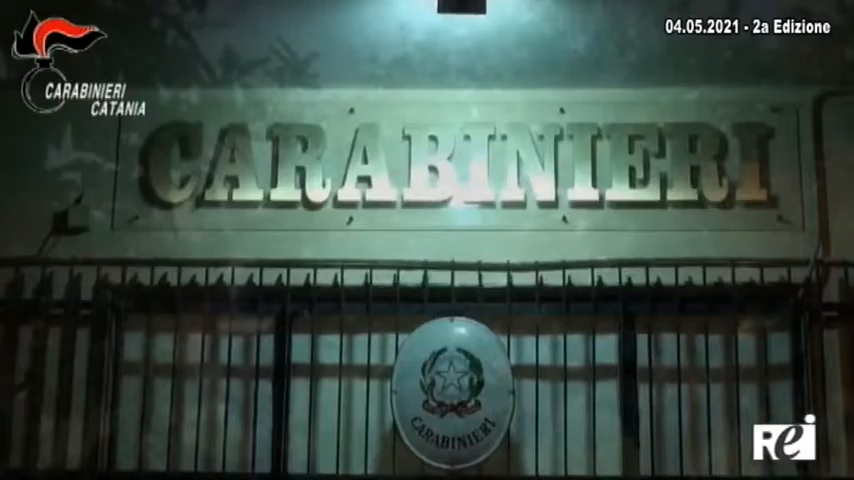 04.05.2021 - 2a Edizione
CARABINIERI
CATANIA
CARABINIERI
CARABINIERI
Rei